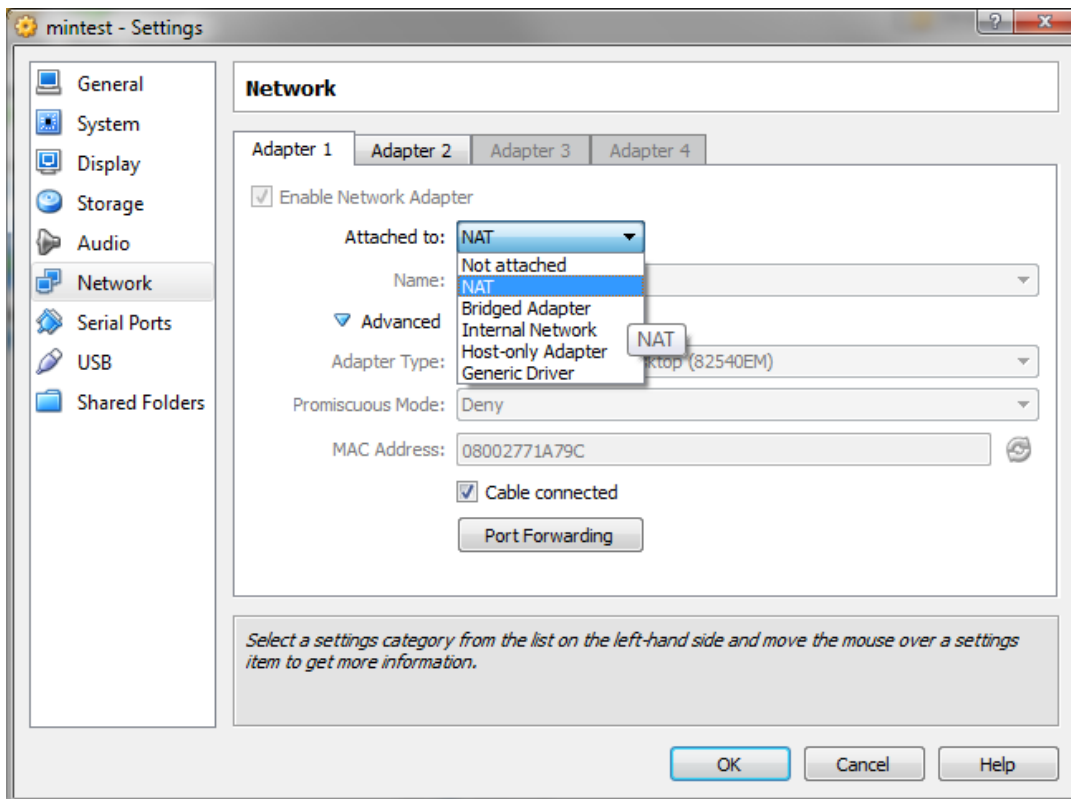 mintest - Settings
?
x
General
System
Display
Storage
Audio
Network
Serial Ports
USB
Shared Folders
Network
Adapter 1 Adapter 2 Adapter 3 Adapter 4
Enable Network Adapter
Attached to: NAT
Not attached
NAT
Bridged Adapter
Internal Network
Host-only Adapter
Generic Driver
NAT
Name:
Advanced
Adapter Type: (82540EM)
Promiscuous Mode: Deny
MAC Address: 08002771A79C
Cable connected
Port Forwarding
Select a settings category from the list on the left-hand side and move the mouse over a settings
item to get more information.
OK Cancel Help